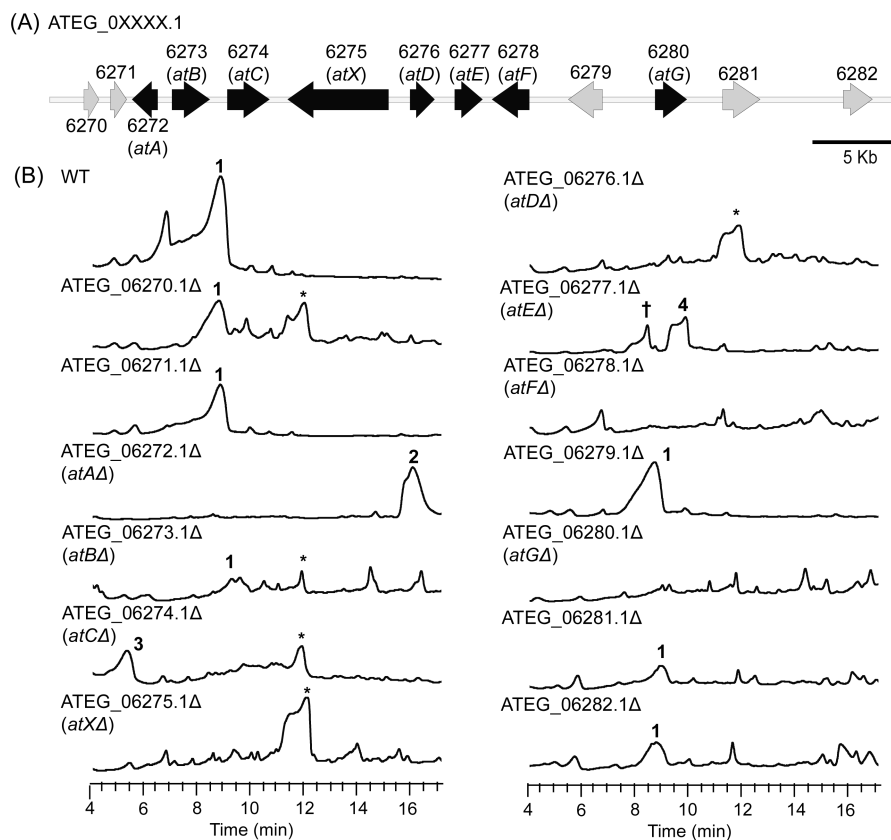 (A) ATEG_0XXXX.1
6273 6274 6275 6276 6277 6278 6280
6271 (atB) (atC) (atX) (atD) (atE) (atF) 6279 (atG) 6281 6282
6270 6272
(atA)
5 Kb
(B) WT
1
ATEG_06270.1Δ
1 *
ATEG_06271.1Δ
1
ATEG_06272.1Δ
(atAΔ)
2
ATEG_06273.1Δ
(atBΔ)
1 *
ATEG_06274.1Δ
(atCΔ)
3 *
ATEG_06275.1Δ
(atXΔ)
*
4 6 8 10 12 14 16
Time (min)
ATEG_06276.1Δ
(atDΔ)
*
ATEG_06277.1Δ
(atEΔ)
† 4
ATEG_06278.1Δ
(atFΔ)
ATEG_06279.1Δ
1
ATEG_06280.1Δ
(atGΔ)
ATEG_06281.1Δ
1
ATEG_06282.1Δ
1
4 6 8 10 12 14 16
Time (min)